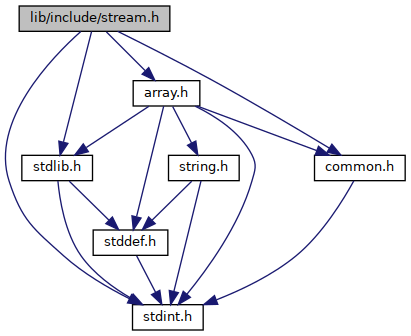 lib/include/stream.h
array.h
stdlib.h
string.h
common.h
stddef.h
stdint.h